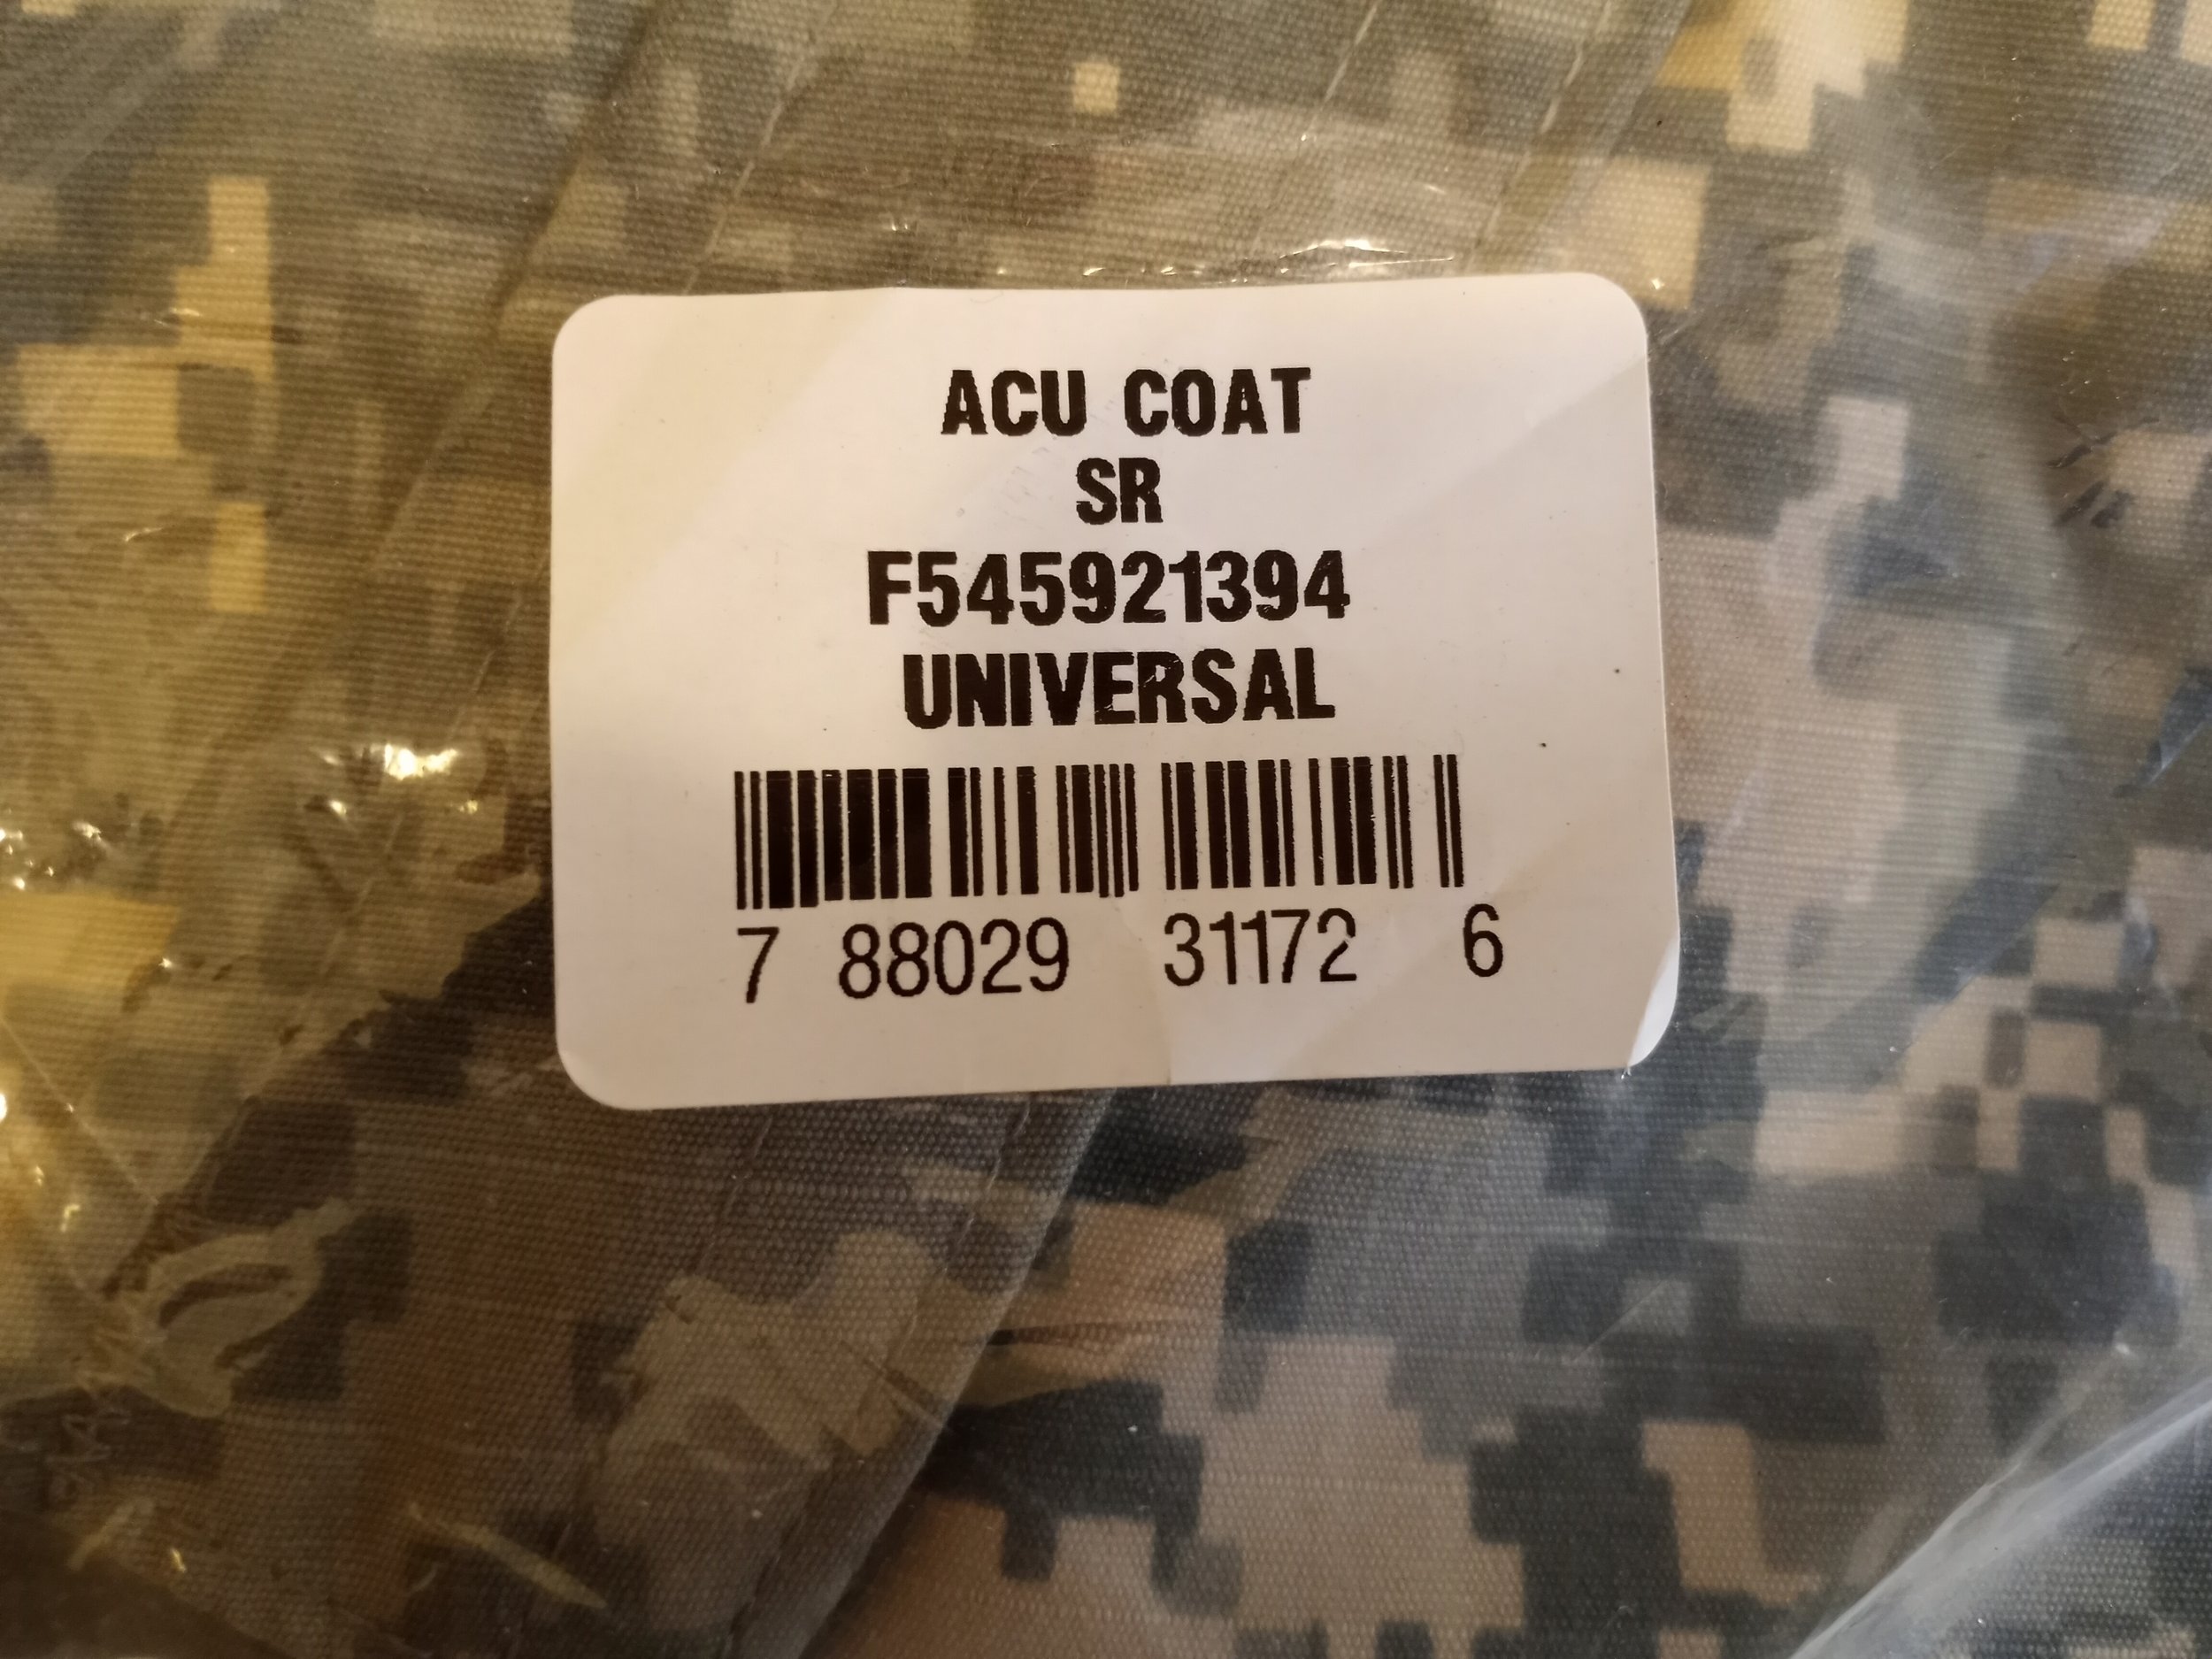 ACU COAT
SR
F545921394
UNIVERSAL
7 88029 31172 6